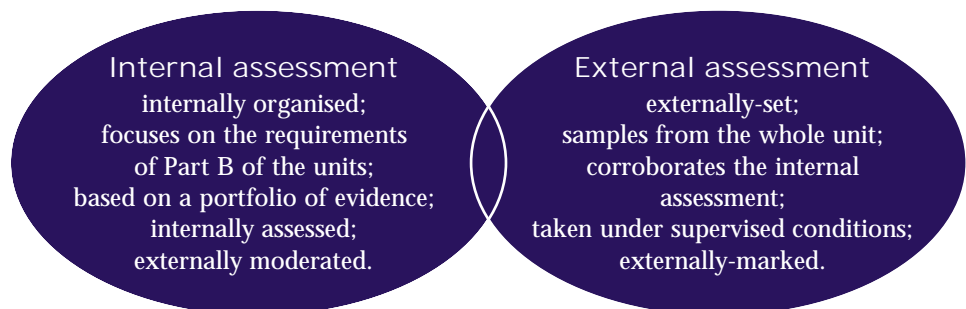 Internal assessment
internally organised;
focuses on the requirements
of Part B of the units;
based on a portfolio of evidence;
internally assessed;
externally moderated.
External assessment
externally-set;
samples from the whole unit;
corroborates the internal
assessment;
taken under supervised conditions;
externally-marked.